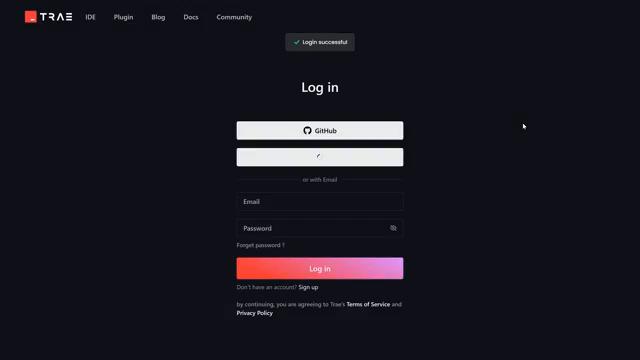 TRAE IDE Plugin Blog Docs Community
Login successful
Log in
GitHub
or with Email
Email
Password
Forget password ?
Log in
Don't have an account? Sign up
by continuing, you are agreeing to Trae's Terms of Service and
Privacy Policy